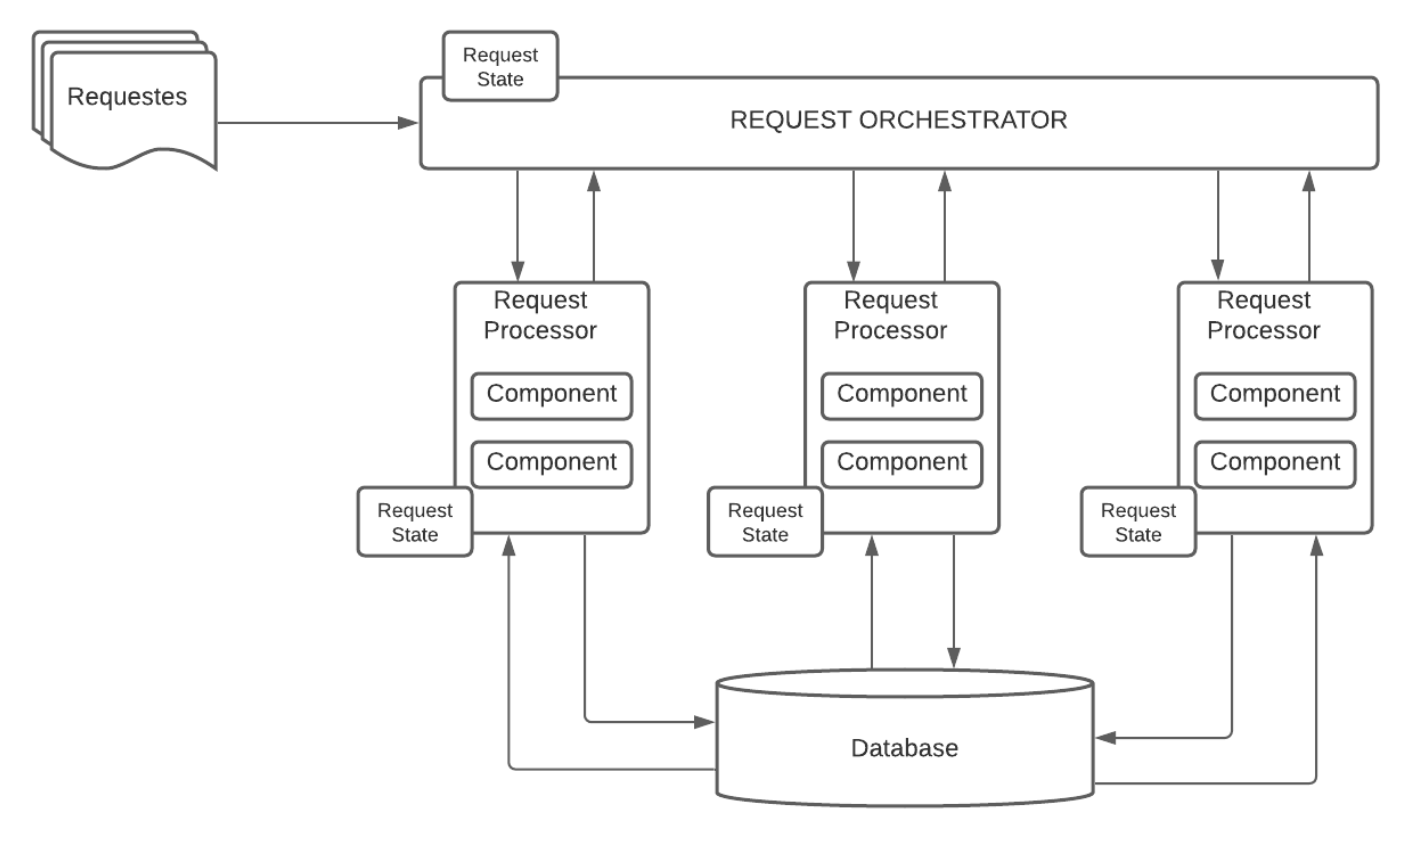 Requestes
Request
State
REQUEST ORCHESTRATOR
Request
Processor
Component
Component
Request
State
Request
Processor
Component
Component
Request
State
Request
Processor
Component
Component
Request
State
Database